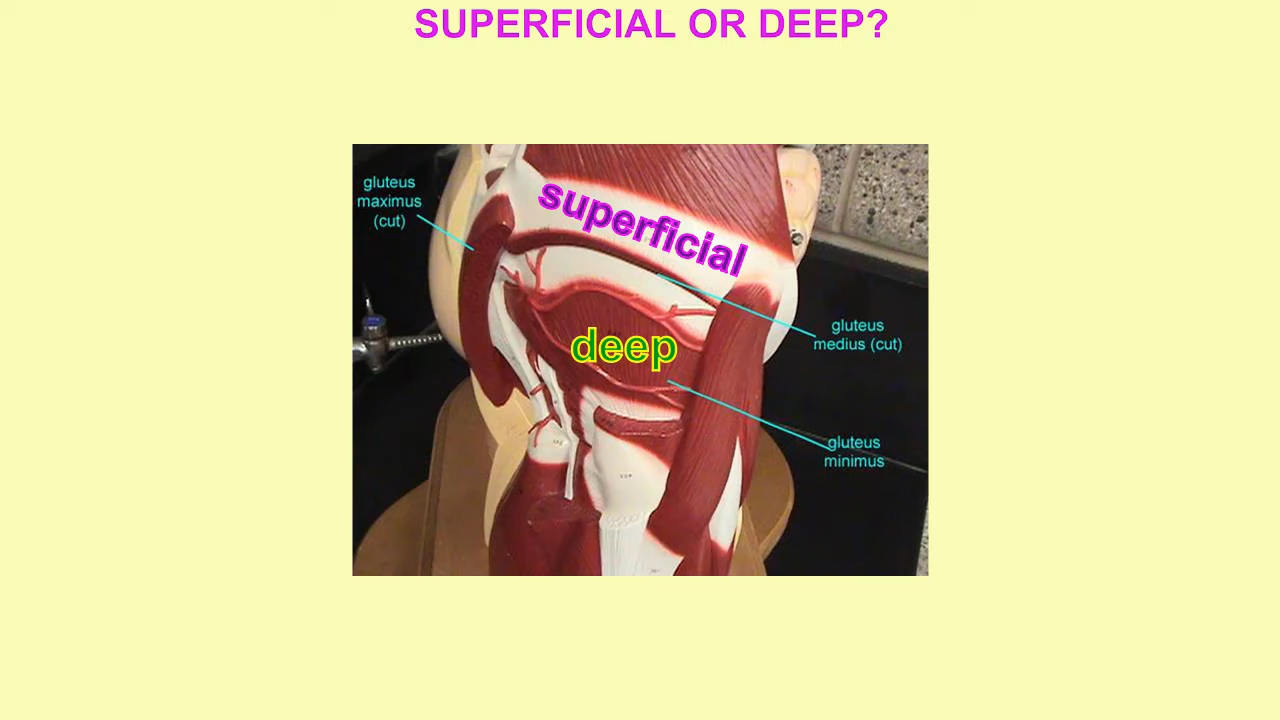 SUPERFICIAL OR DEEP?
gluteus
maximus
(cut)
superficial
gluteus
medius (cut)
deep
gluteus
minimus